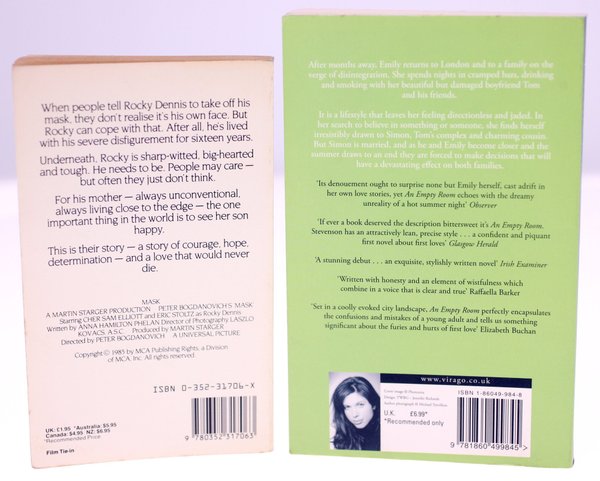 When people tell Rocky Dennis to take off his
mask, they don't realise it's his own face. But
Rocky can cope with that. After all, he's lived
with his severe disfigurement for sixteen years.
Underneath, Rocky is sharp-witted, big-hearted
and tough. He needs to be. People may care —
but often they just don't think.
For his mother — always unconventional,
always living close to the edge — the one
important thing in the world is to see her son
happy.
This is their story — a story of courage, hope,
determination — and a love that would never
die.
MASK
A MARTIN STARGER PRODUCTION PETER BOGDANOVICH'S MASK
Starring CHER SAM ELLIOTT and ERIC STOLTZ as Rocky Dennis
Written by ANNA HAMILTON PHELAN Director of Photography LASZLO
KOVACS, A.S.C. Produced by MARTIN STARGER
Directed by PETER BOGDANOVICH A UNIVERSAL PICTURE
Copyright © 1985 by MCA Publishing Rights, a Division
of MCA, Inc. All rights reserved.
ISBN 0-352-31706-X
UK: £1.95 *Australia: $5.95
Canada: $4.95 NZ: $6.95
*Recommended Price
Film Tie-in
9 780352 317063
After months away, Emily returns to London and to a family on the
verge of disintegration. She spends nights in cramped bars, drinking
and smoking with her beautiful but damaged boyfriend Tom
and his friends.
It is a lifestyle that leaves her feeling directionless and jaded. In
her search to believe in something or someone, she finds herself
irresistibly drawn to Simon, Tom's complex and charming cousin.
But Simon is married, and as he and Emily become closer and the
summer draws to an end they are forced to make decisions that will
have a devastating effect on both families.
'Its denouement ought to surprise none but Emily herself, cast adrift in
her own love stories, yet An Empty Room echoes with the dreamy
unreality of a hot summer night' Observer
'If ever a book deserved the description bittersweet it's An Empty Room.
Stevenson has an attractively lean, precise style . . . a confident and piquant
first novel about first loves' Glasgow Herald
'A stunning debut . . . an exquisite, stylishly written novel' Irish Examiner
'Written with honesty and an element of wistfulness which
combine in a voice that is clear and true' Raffaella Barker
'Set in a coolly evoked city landscape, An Empty Room perfectly encapsulates
the confusions and mistakes of a young adult and tells us something
significant about the furies and hurts of first love' Elizabeth Buchan
www.virago.co.uk
Cover image ©
Design:
Author photograph ©
U.K. £6.99*
*Recommended only
ISBN 1-86049-984-8
9 781860 499845 >